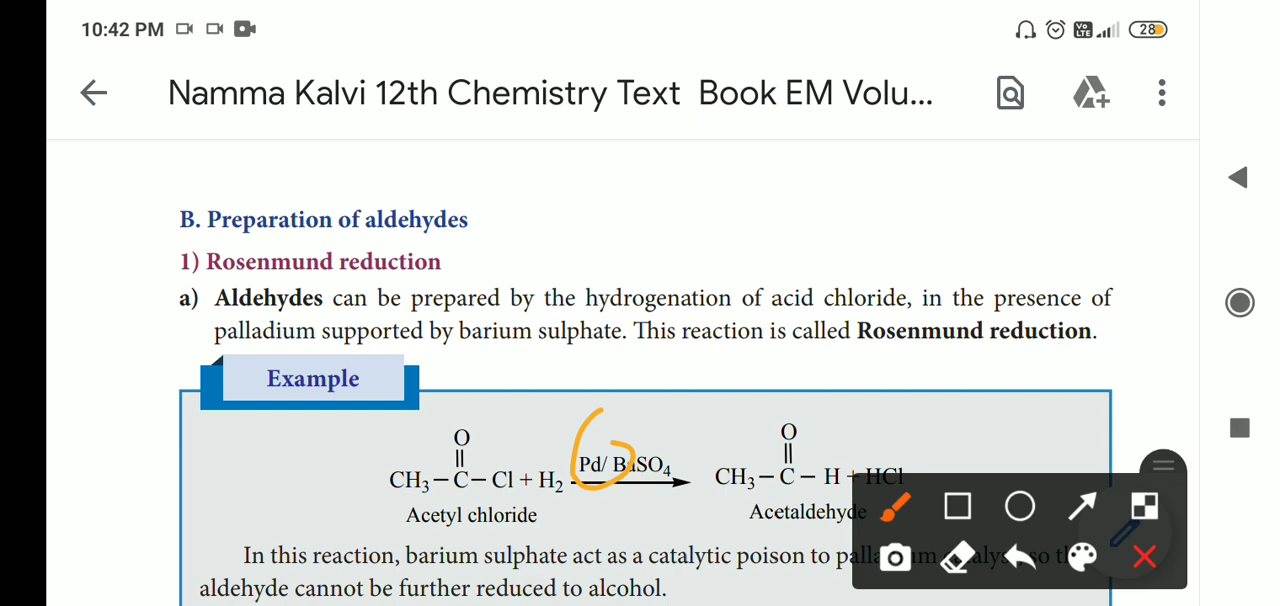 10:42 PM
Vo LTE
28
Namma Kalvi 12th Chemistry Text Book EM Volu...
B. Preparation of aldehydes
1) Rosenmund reduction
a) Aldehydes can be prepared by the hydrogenation of acid chloride, in the presence of
palladium supported by barium sulphate. This reaction is called Rosenmund reduction.
Example
O
||
CH₃—C—Cl + H₂
Pd/ BaSO₄
O
||
CH₃—C—H + HCl
Acetyl chloride
Acetaldehyde
In this reaction, barium sulphate act as a catalytic poison to
aldehyde cannot be further reduced to alcohol.